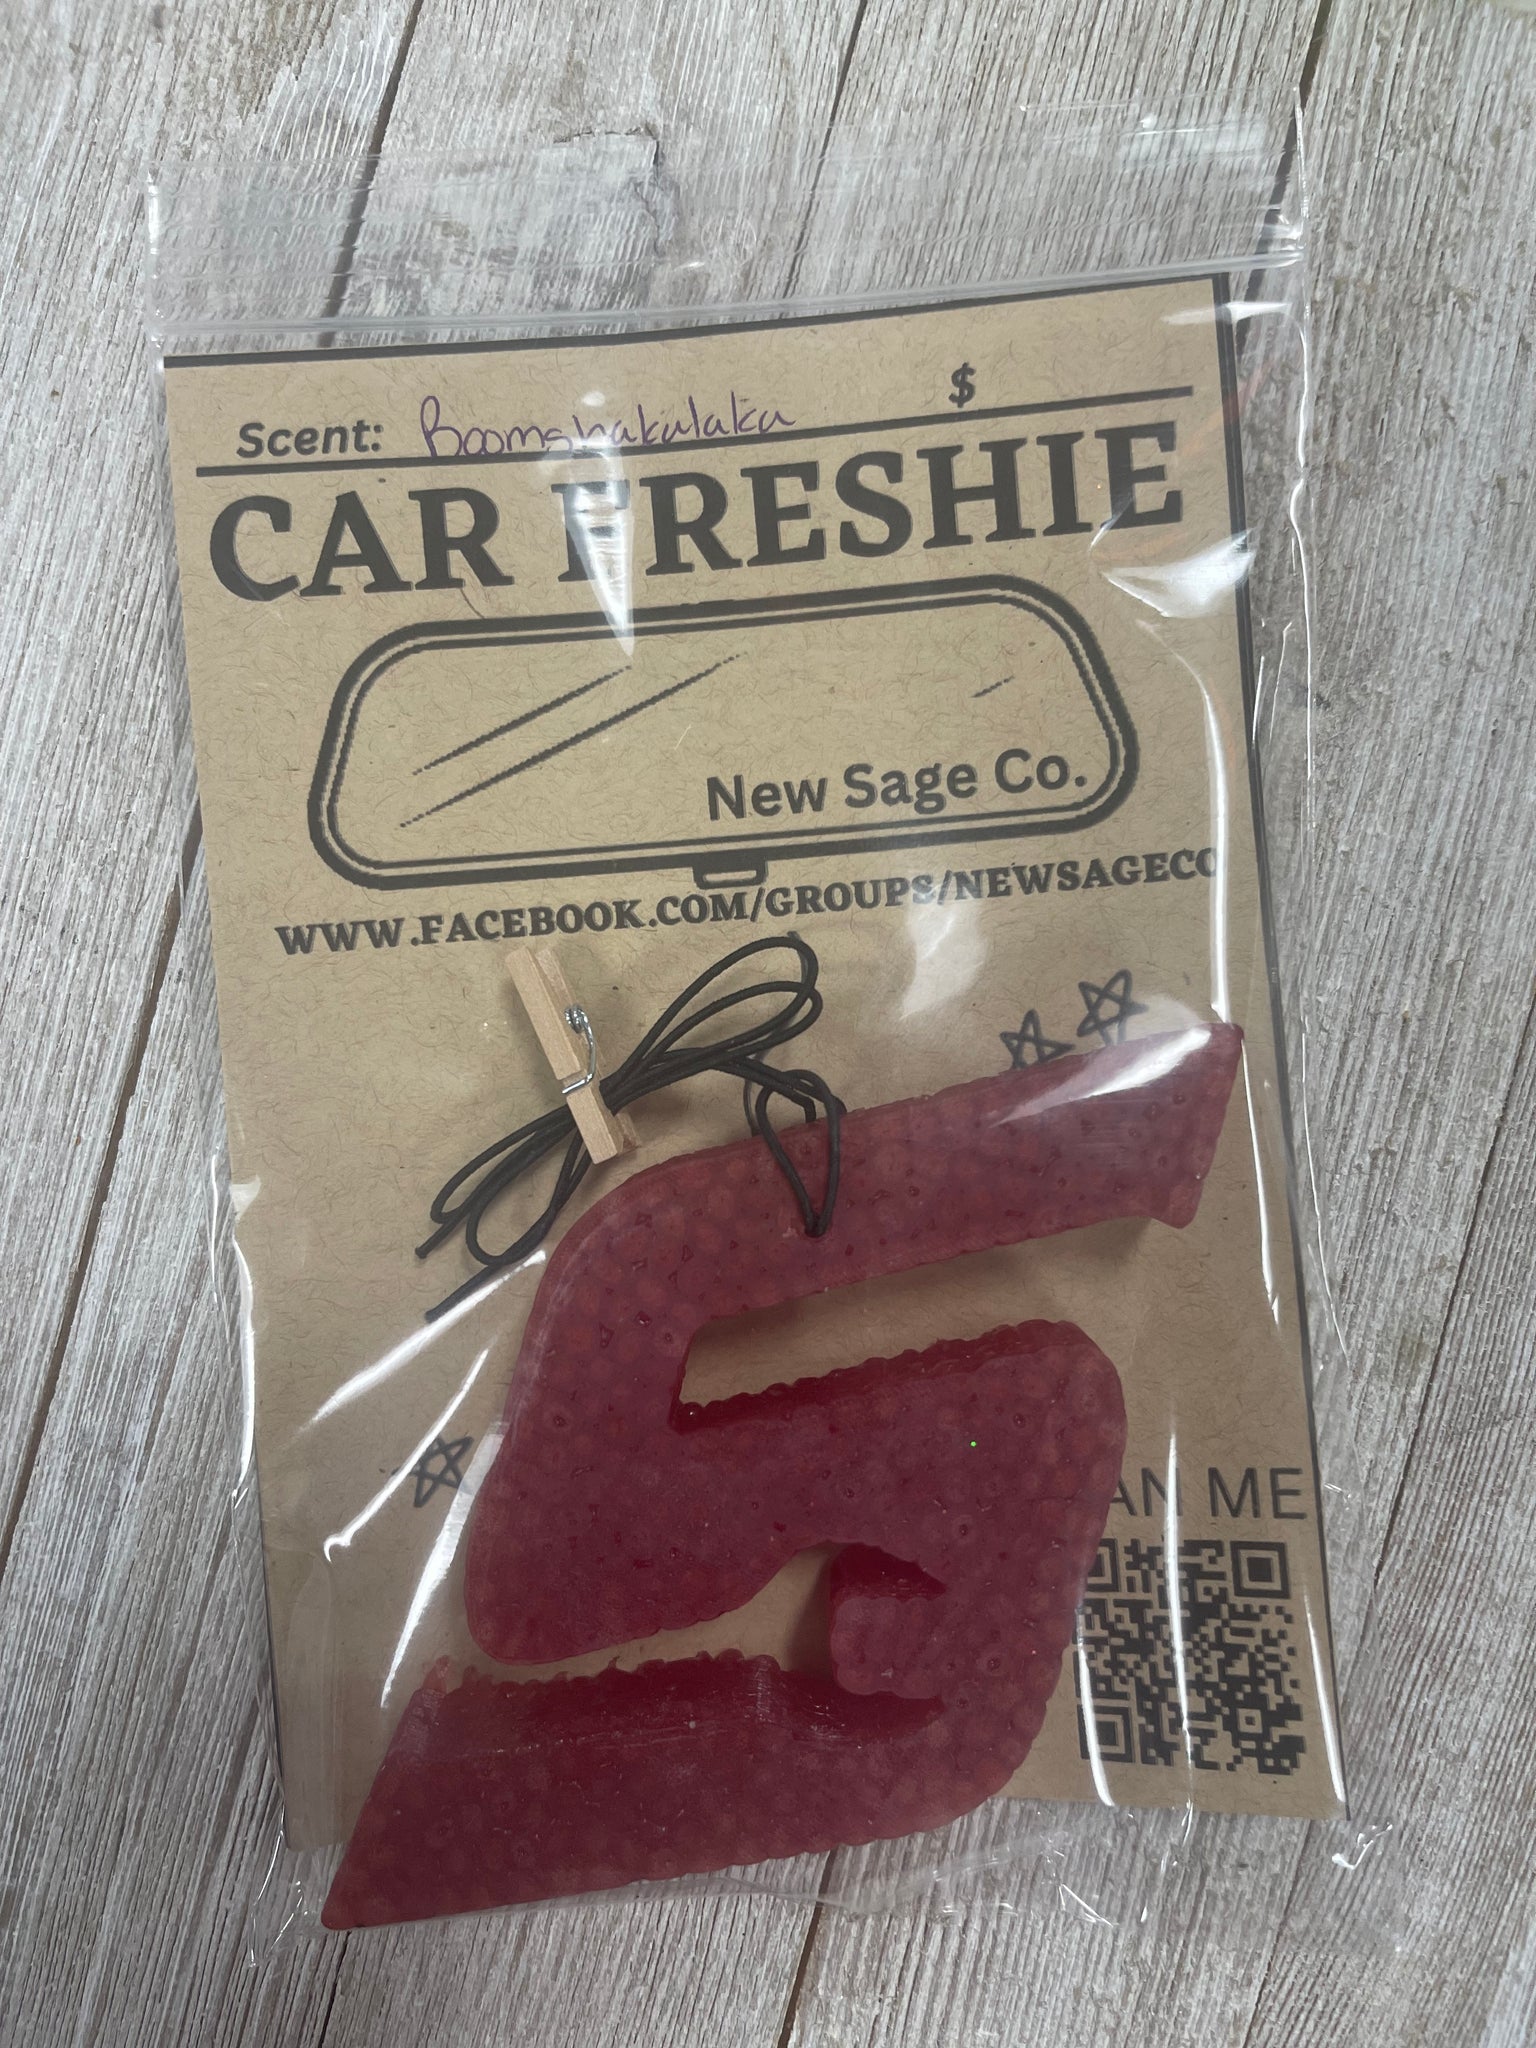 Scent: Boomshakalaka $
CAR FRESHIE
New Sage Co.
WWW.FACEBOOK.COM/GROUPS/NEWSAGECO
AN ME